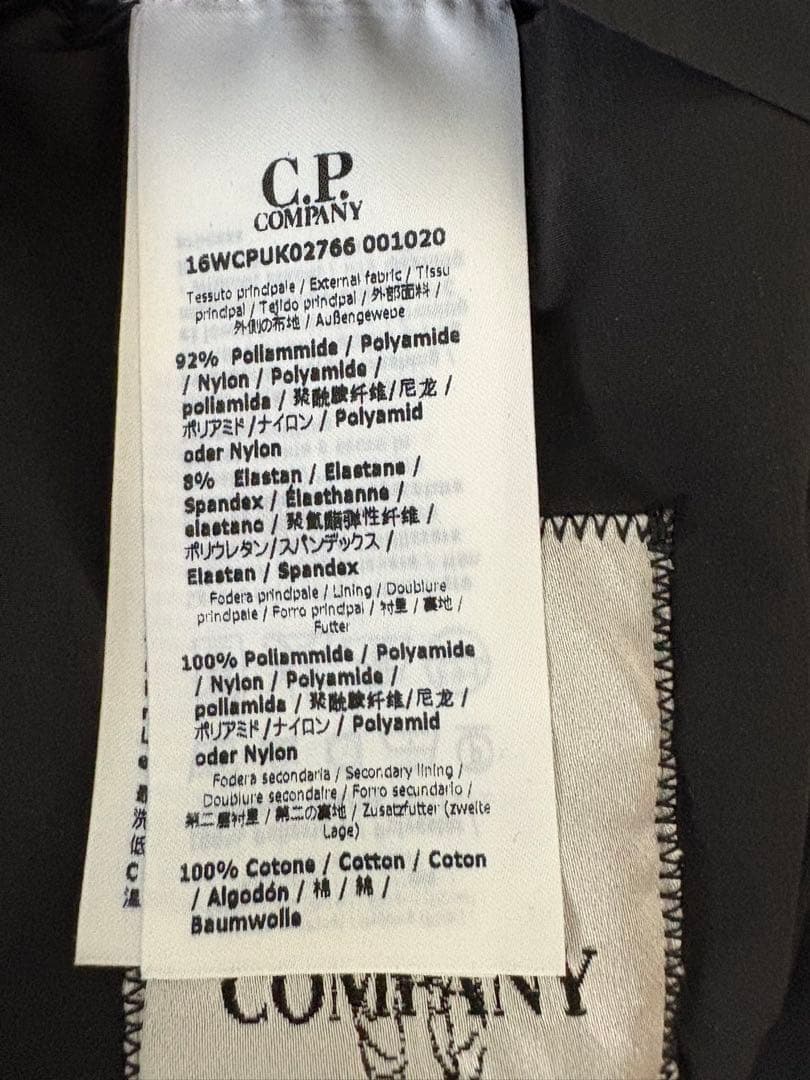 C.P.
COMPANY
16WCPUK02766 001020
Tessuto principale / External fabric / Tissu
principal / Tejido principal / 外部面料 /
外側の布地 / Außengewebe
92% Poliammide / Polyamide
/ Nylon / Polyamide /
poliamida / 聚酰胺纤维/尼龙 /
ポリアミド/ナイロン / Polyamid
oder Nylon
8% Elastan / Elastane /
Spandex / Élasthanne /
elastano / 聚氨酯弹性纤维 /
ポリウレタン/スパンデックス /
Elastan / Spandex
Fodera principale / Lining / Doublure
principale / Forro principal / 衬里 / 裏地 /
Futter
100% Poliammide / Polyamide
/ Nylon / Polyamide /
poliamida / 聚酰胺纤维/尼龙 /
ポリアミド/ナイロン / Polyamid
oder Nylon
Fodera secondaria / Secondary lining /
Doublure secondaire / Forro secundario /
第二层衬里 / 第二の裏地 / Zusatzfutter (zweite
Lage)
100% Cotone / Cotton / Coton
/ Algodón / 棉 / 綿 /
Baumwolle
洗
低
C
温
COMPANY